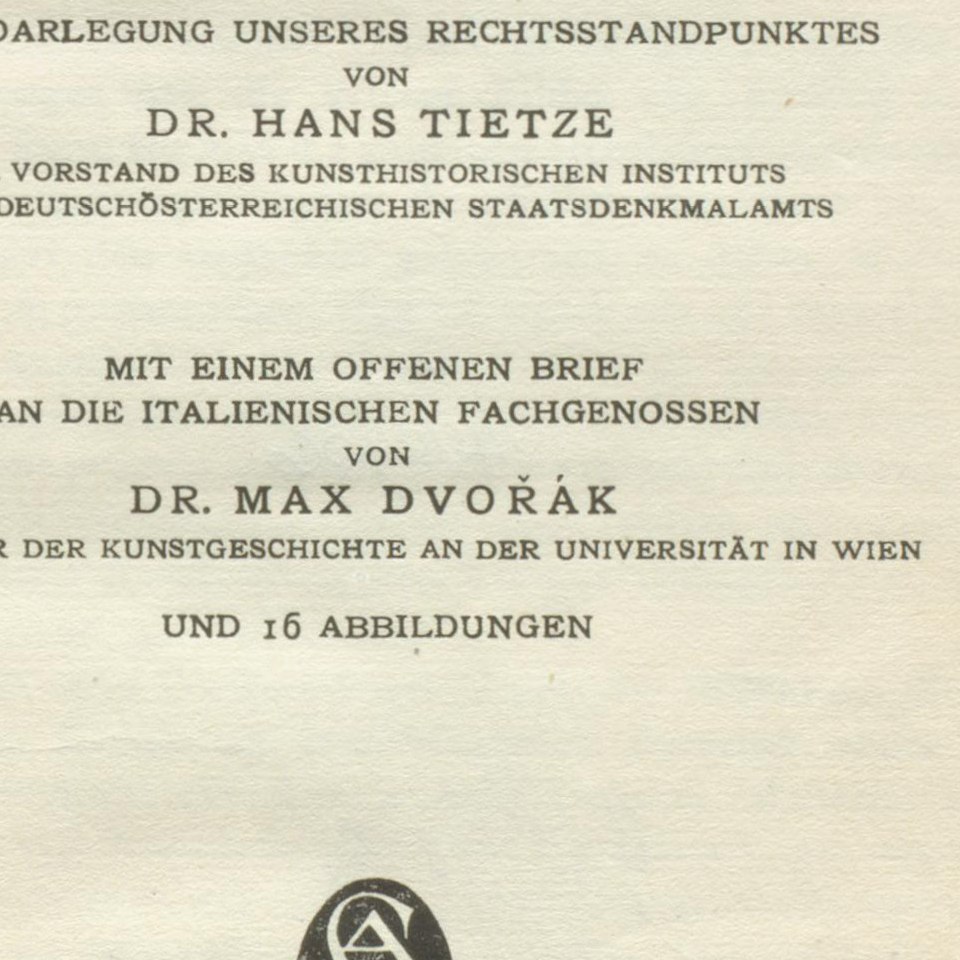 DARLEGUNG UNSERES RECHTSSTANDPUNKTES
VON
DR. HANS TIETZE
VORSTAND DES KUNSTHISTORISCHEN INSTITUTS
DEUTSCHÖSTERREICHISCHEN STAATSDENKMALAMTS
MIT EINEM OFFENEN BRIEF
AN DIE ITALIENISCHEN FACHGENOSSEN
VON
DR. MAX DVOŘÁK
R DER KUNSTGESCHICHTE AN DER UNIVERSITÄT IN WIEN
UND 16 ABBILDUNGEN